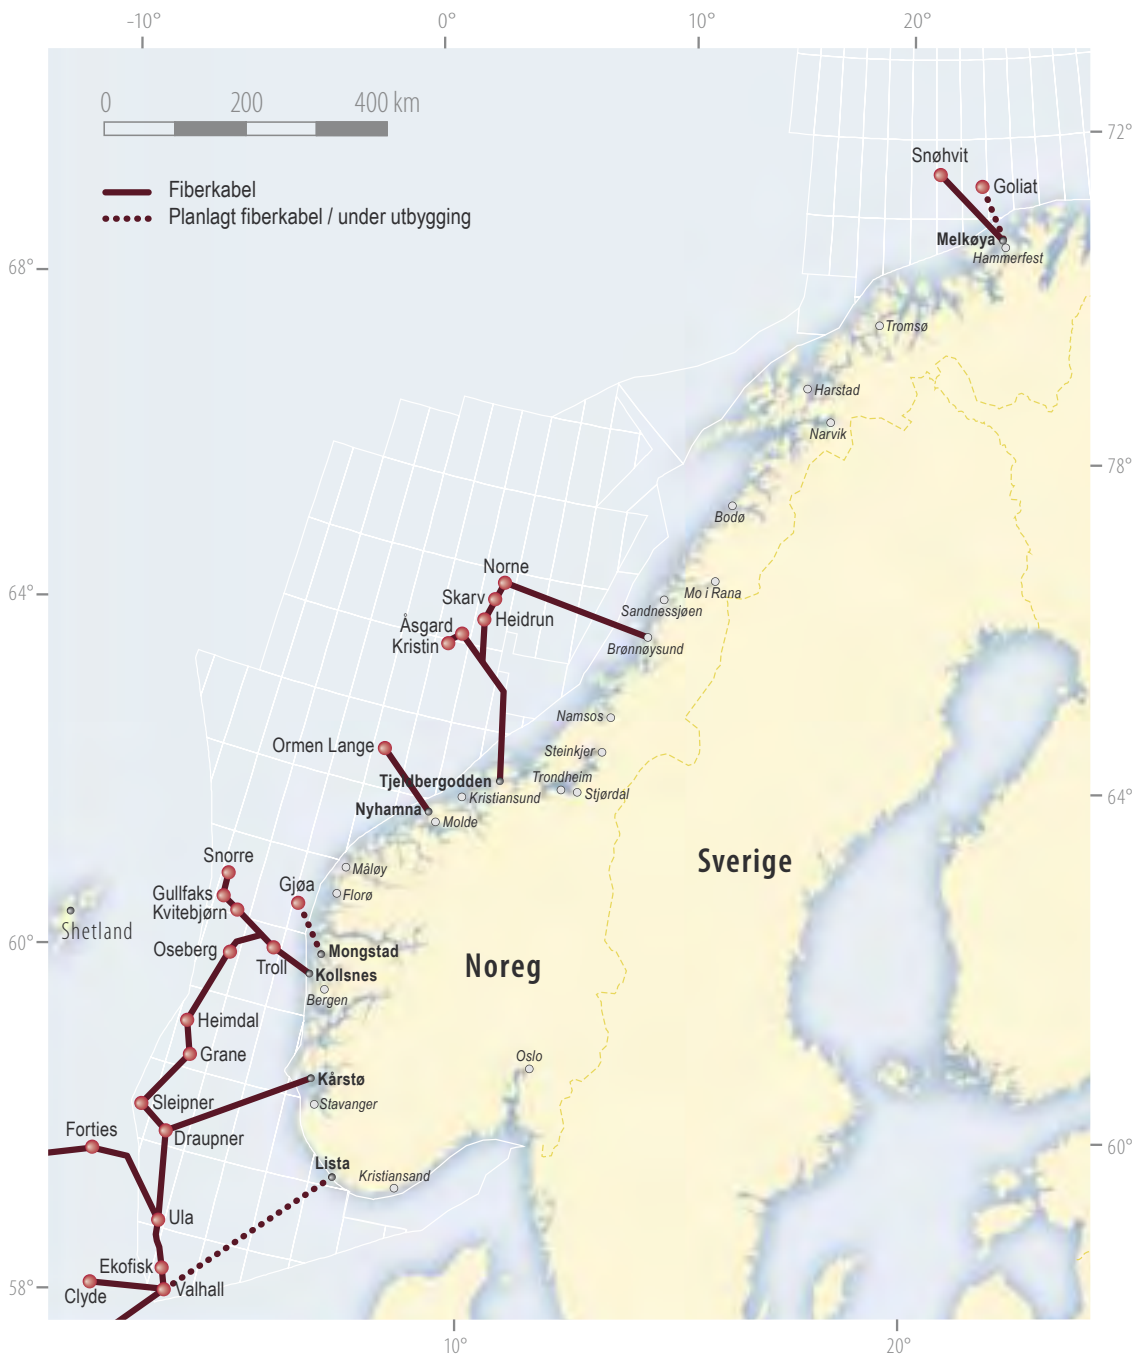 -10°
0°
10°
20°
0
200
400 km
72°
Snøhvit
Goliat
Fiberkabel
Planlagt fiberkabel / under utbygging
Melkøya
Hammerfest
68°
Tromsø
Harstad
Narvik
78°
Bodø
Norne
Mo i Rana
64°
Skarv
Sandnessjøen
Heidrun
Åsgard
Kristin
Brønnøysund
Namsos
Ormen Lange
Steinkjer
Tjeldbergodden
Trondheim
Stjørdal
Kristiansund
64°
Nyhamna
Molde
Snorre
Sverige
Måløy
Gjøa
Gullfaks
Florø
Kvitebjørn
Shetland
60°
Oseberg
Mongstad
Troll
Noreg
Kollsnes
Bergen
Heimdal
Grane
Oslo
Kårstø
Sleipner
Stavanger
Forties
Draupner
60°
Lista
Kristiansand
Ula
Ekofisk
58°
Valhall
Clyde
10°
20°